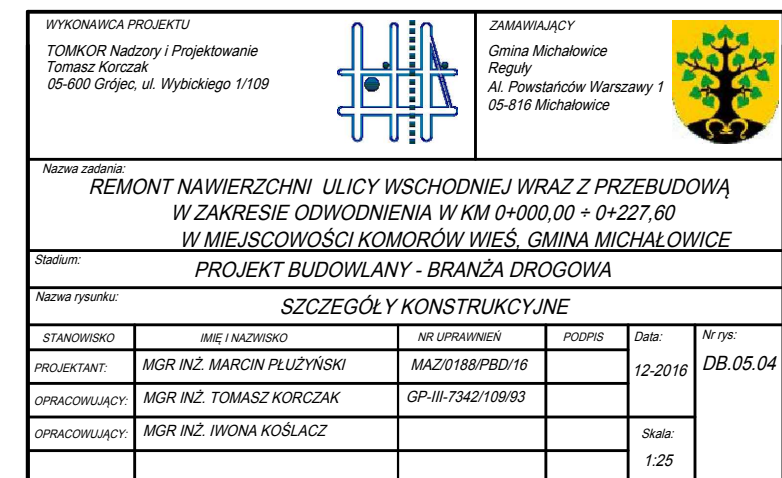 WYKONAWCA PROJEKTU
TOMKOR Nadzory i Projektowanie
Tomasz Korczak
05-600 Grójec, ul. Wybickiego 1/109
ZAMAWIAJĄCY
Gmina Michałowice
Reguły
Al. Powstańców Warszawy 1
05-816 Michałowice
Nazwa zadania:
REMONT NAWIERZCHNI ULICY WSCHODNIEJ WRAZ Z PRZEBUDOWĄ
W ZAKRESIE ODWODNIENIA W KM 0+000,00 ÷ 0+227,60
W MIEJSCOWOŚCI KOMORÓW WIEŚ, GMINA MICHAŁOWICE
Stadium:
PROJEKT BUDOWLANY - BRANŻA DROGOWA
Nazwa rysunku:
SZCZEGÓŁY KONSTRUKCYJNE
STANOWISKO IMIĘ I NAZWISKO NR UPRAWNIEŃ PODPIS Data: Nr rys:
PROJEKTANT: MGR INŻ. MARCIN PŁUŻYŃSKI MAZ/0188/PBD/16 12-2016 DB.05.04
OPRACOWUJĄCY: MGR INŻ. TOMASZ KORCZAK GP-III-7342/109/93
OPRACOWUJĄCY: MGR INŻ. IWONA KOŚLACZ Skala:
1:25